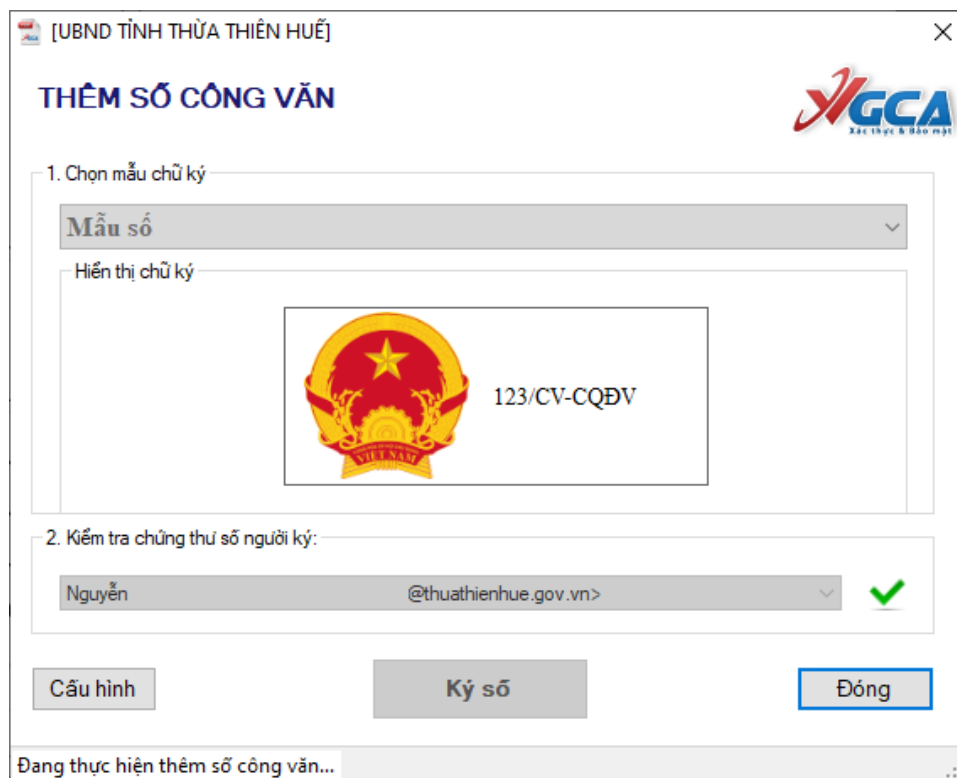 [UBND TỈNH THỪA THIÊN HUẾ]
THÊM SỐ CÔNG VĂN
VGCA
Xác thực & Bảo mật
1. Chọn mẫu chữ ký
Mẫu số
Hiển thị chữ ký
123/CV-CQĐV
VIỆT NAM
2. Kiểm tra chứng thư số người ký:
Nguyễn @thuathienhue.gov.vn>
Cấu hình
Ký số
Đóng
Đang thực hiện thêm số công văn...